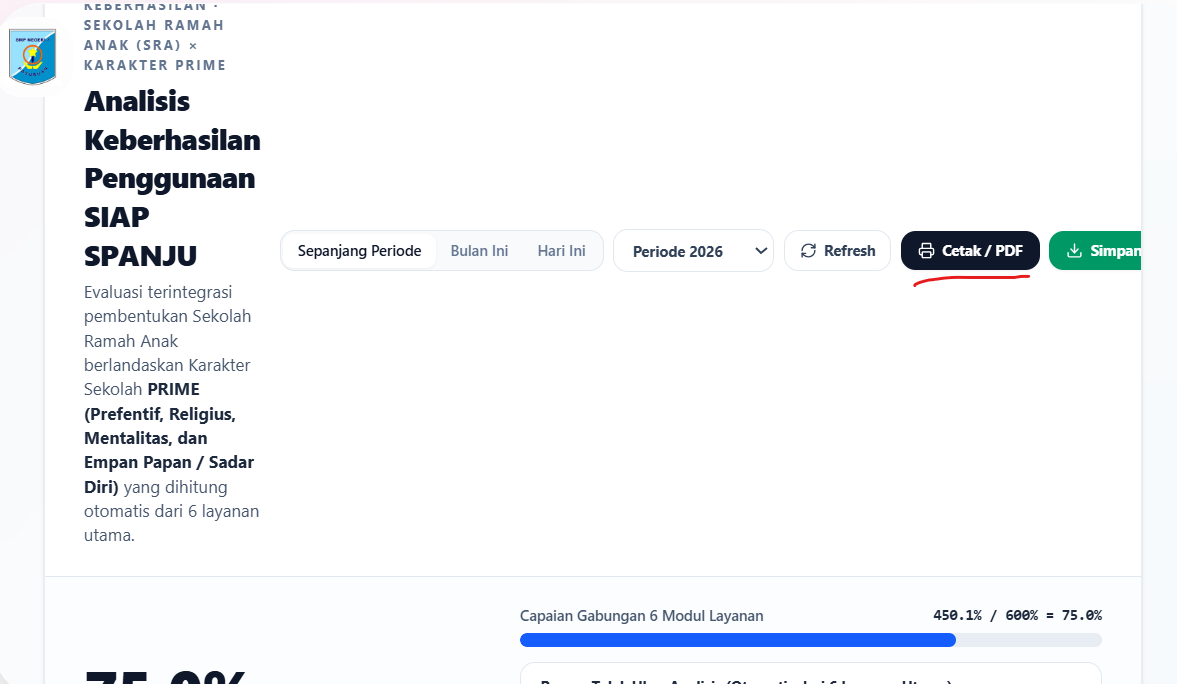 KEBERHASILAN ·
SEKOLAH RAMAH
ANAK (SRA) ×
KARAKTER PRIME
Analisis
Keberhasilan
Penggunaan
SIAP
SPANJU
Evaluasi terintegrasi
pembentukan Sekolah
Ramah Anak
berlandaskan Karakter
Sekolah PRIME
(Prefentif, Religius,
Mentalitas, dan
Empan Papan / Sadar
Diri) yang dihitung
otomatis dari 6 layanan
utama.
Sepanjang Periode
Bulan Ini
Hari Ini
Periode 2026
Refresh
Cetak / PDF
Simpan
Capaian Gabungan 6 Modul Layanan
450.1% / 600% = 75.0%
75.0%